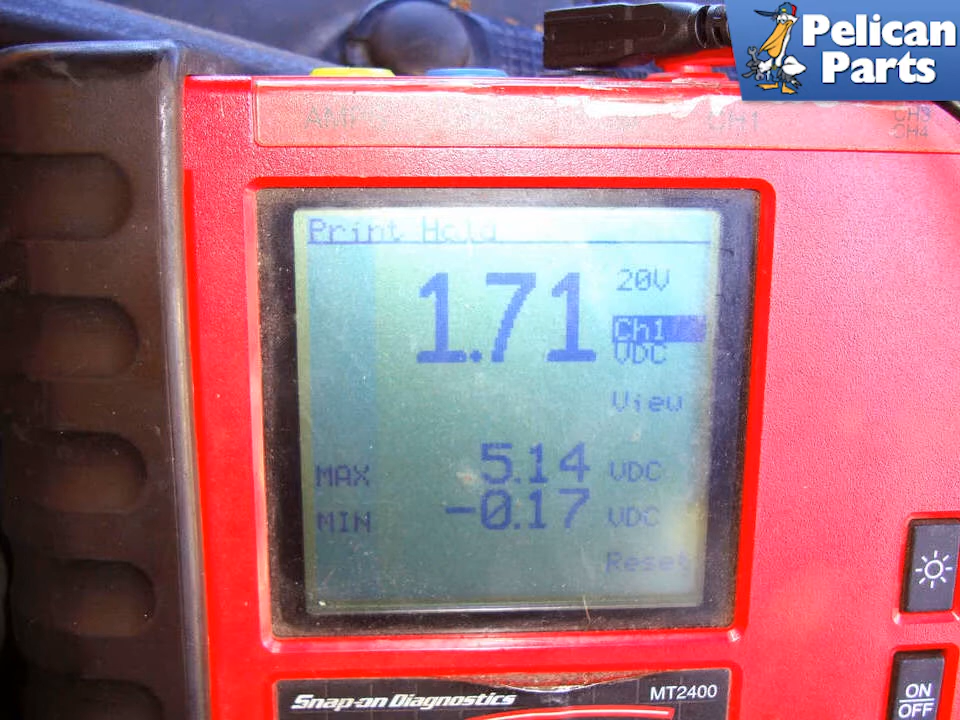 Pelican
Parts
CH1
CH3
CH4
Print Hold
1.71
20V
Ch1
VDC
View
MAX 5.14 VDC
MIN -0.17 VDC
Reset
Snap-on Diagnostics
MT2400
ON
OFF